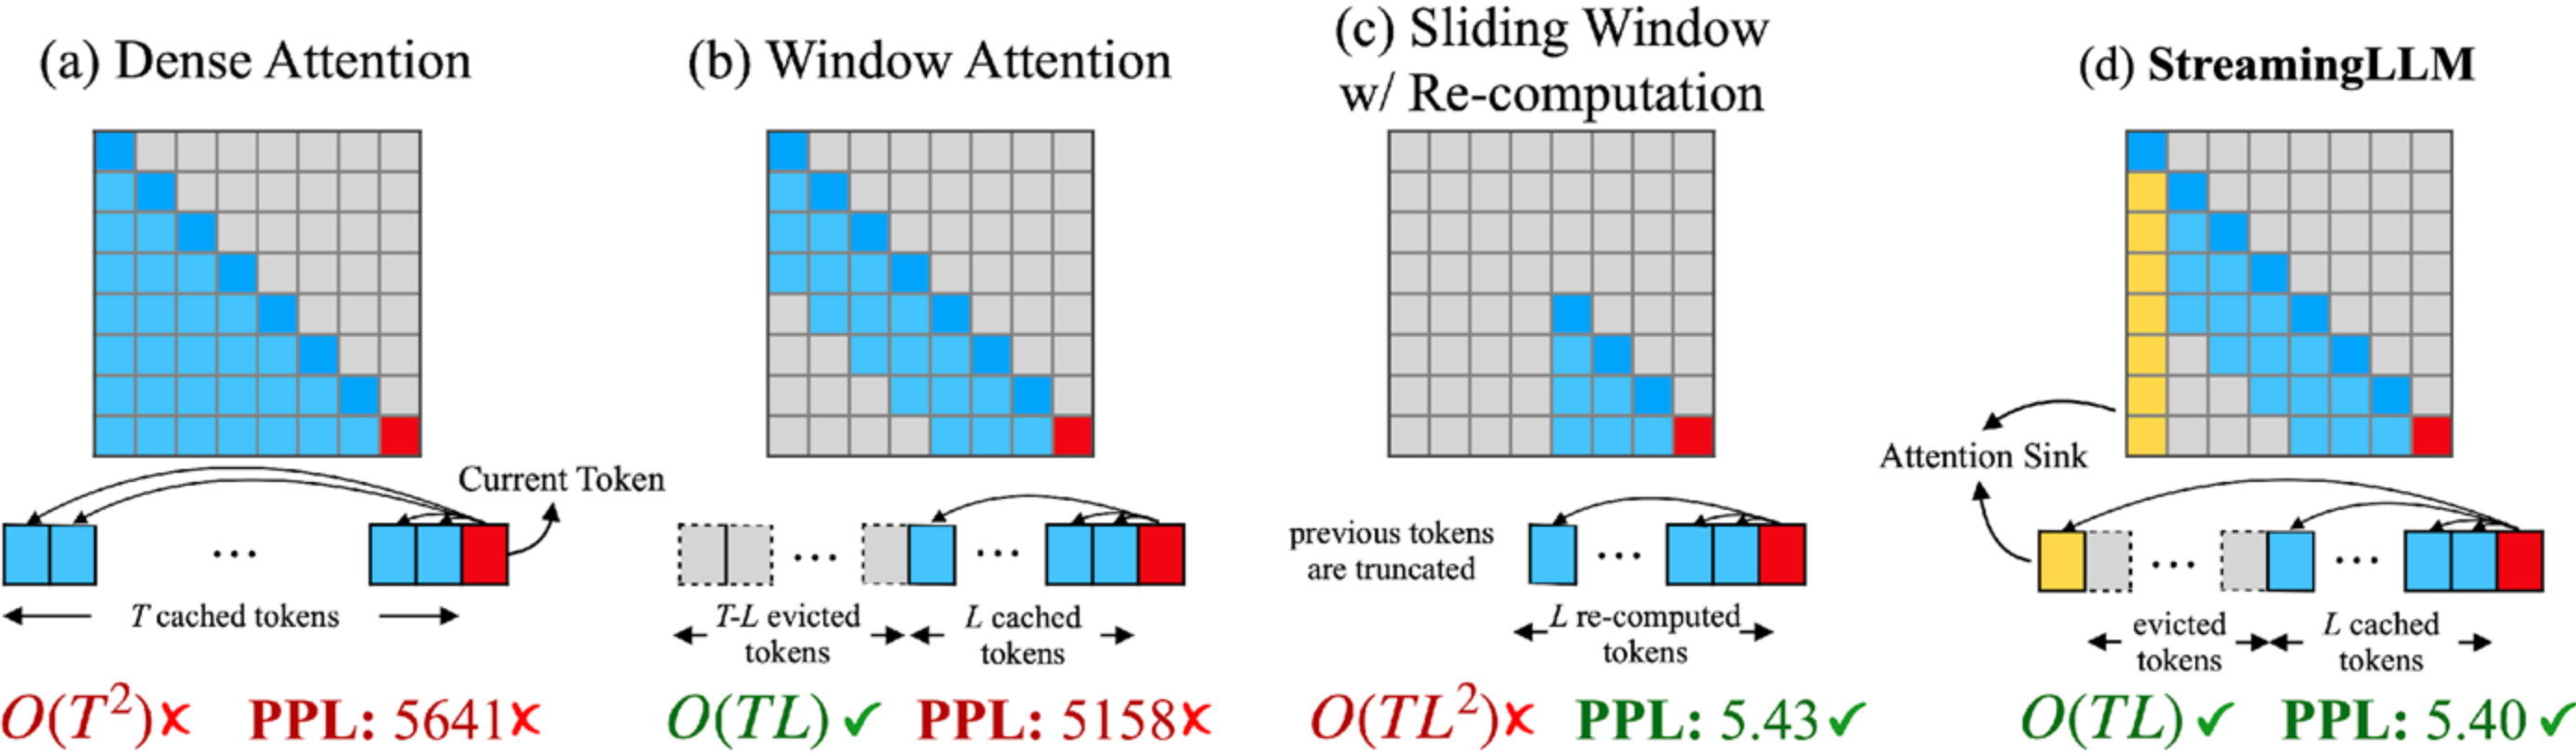 (a) Dense Attention
(b) Window Attention
(c) Sliding Window
w/ Re-computation
(d) StreamingLLM
Current Token
...
T cached tokens
... ...
T-L evicted
tokens
L cached
tokens
previous tokens
are truncated
...
L re-computed
tokens
Attention Sink
... ...
evicted
tokens
L cached
tokens
O(T²)✗ PPL: 5641✗
O(TL)✓ PPL: 5158✗
O(TL²)✗ PPL: 5.43✓
O(TL)✓ PPL: 5.40✓